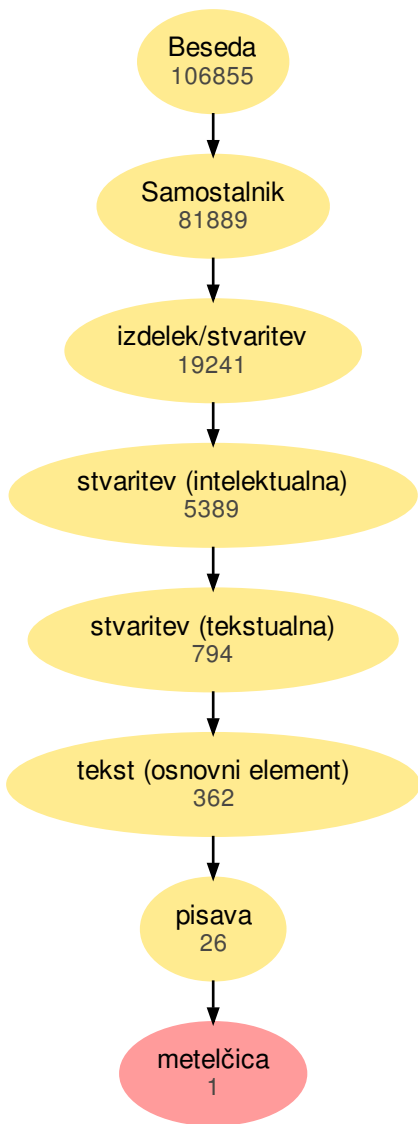 Beseda
106855
Samostalnik
81889
izdelek/stvaritev
19241
stvaritev (intelektualna)
5389
stvaritev (tekstualna)
794
tekst (osnovni element)
362
pisava
26
metelčica
1